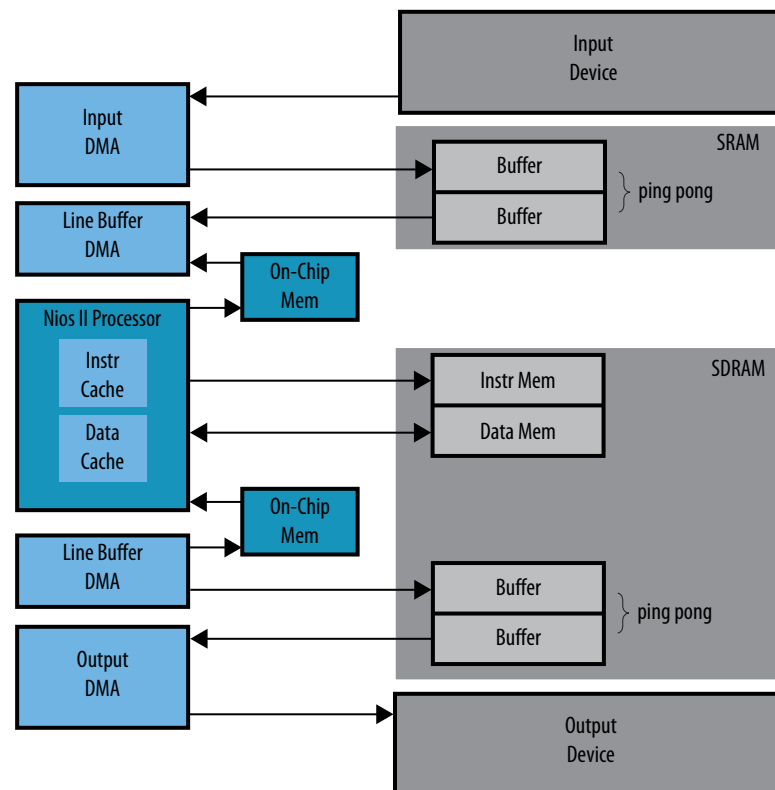 Input
Device
Input
DMA
SRAM
Buffer
Buffer
ping pong
Line Buffer
DMA
On-Chip
Mem
Nios II Processor
Instr
Cache
Data
Cache
SDRAM
Instr Mem
Data Mem
On-Chip
Mem
Line Buffer
DMA
Buffer
Buffer
ping pong
Output
DMA
Output
Device